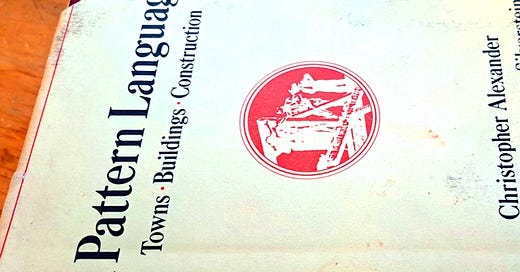 Pattern Languag
Towns · Buildings · Construction
Christopher Alexander